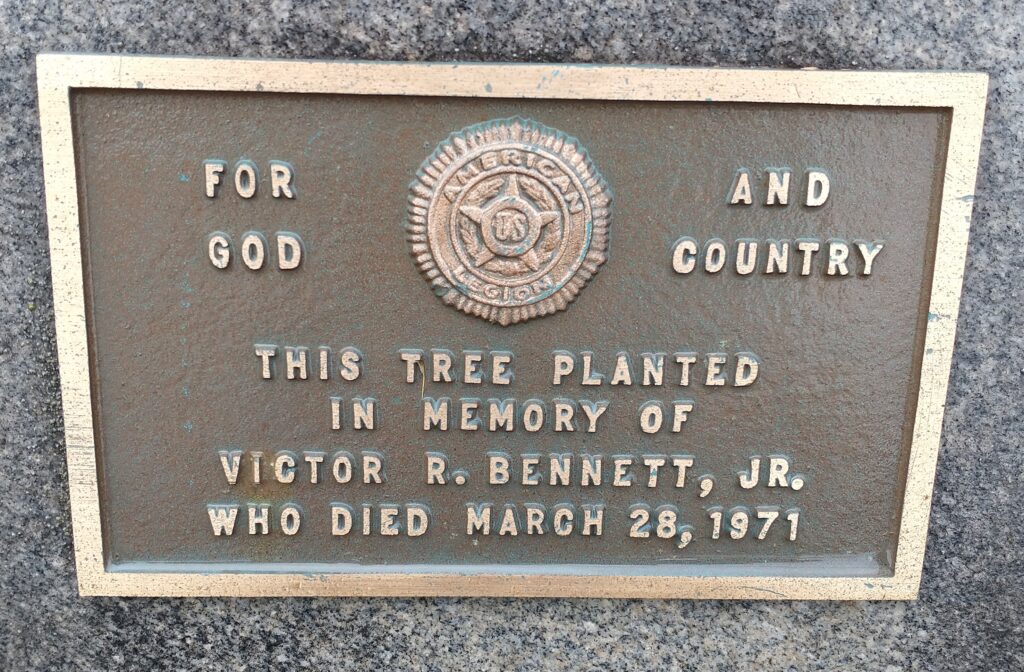 FOR
GOD
AMERICAN
US
LEGION
AND
COUNTRY
THIS TREE PLANTED
IN MEMORY OF
VICTOR R. BENNETT, JR.
WHO DIED MARCH 28, 1971